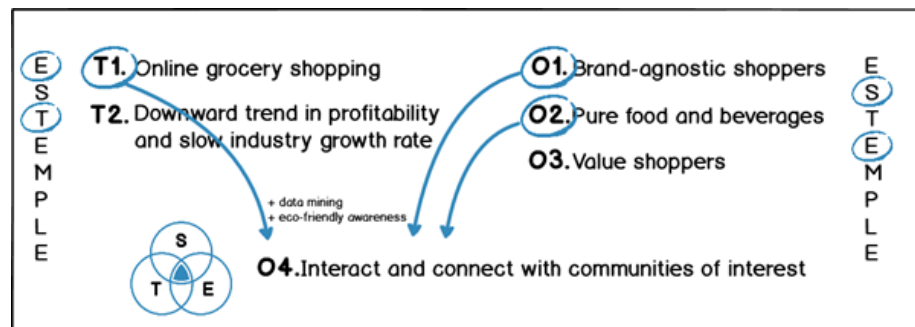 E
S
T
E
M
P
L
E
T1. Online grocery shopping
T2. Downward trend in profitability
and slow industry growth rate
O1. Brand-agnostic shoppers
O2. Pure food and beverages
O3. Value shoppers
+ data mining
+ eco-friendly awareness
O4. Interact and connect with communities of interest
S
T E
E
S
T
E
M
P
L
E